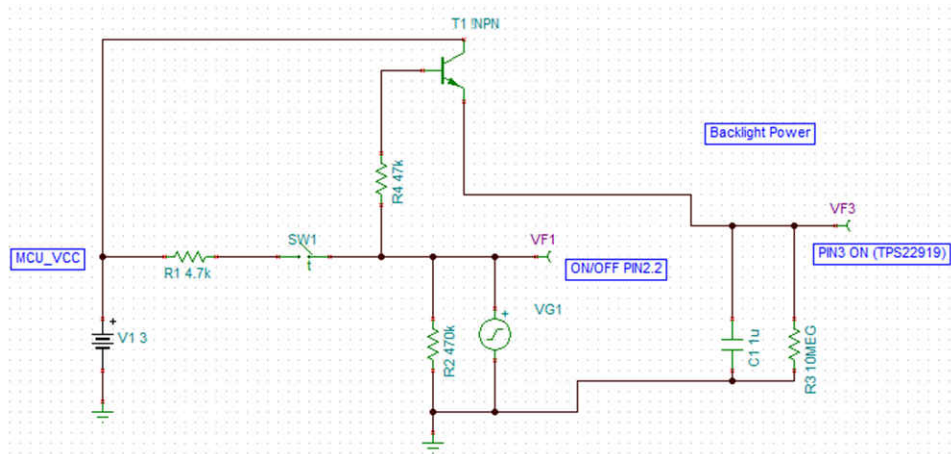 T1 !NPN
Backlight Power
R4 47k
VF3
SW1
VF1
MCU_VCC
R1 4.7k
ON/OFF PIN2.2
PIN3 ON (TPS22919)
VG1
+
+
V1 3
R2 470k
C1 1u
R3 10MEG